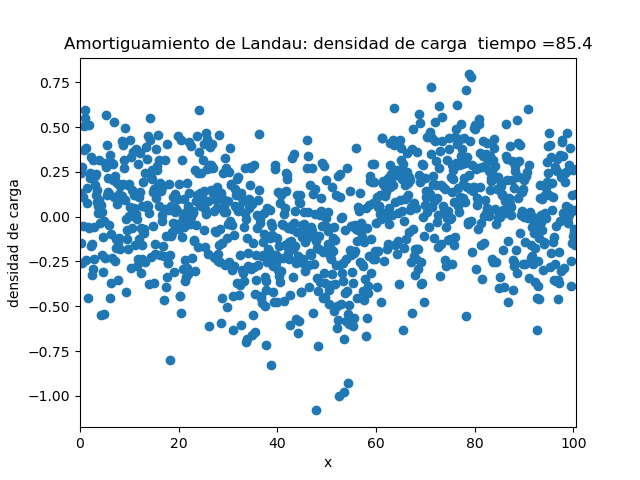 Amortiguamiento de Landau: densidad de carga  tiempo =85.4
densidad de carga
0.75
0.50
0.25
0.00
−0.25
−0.50
−0.75
−1.00
0 20 40 60 80 100
x